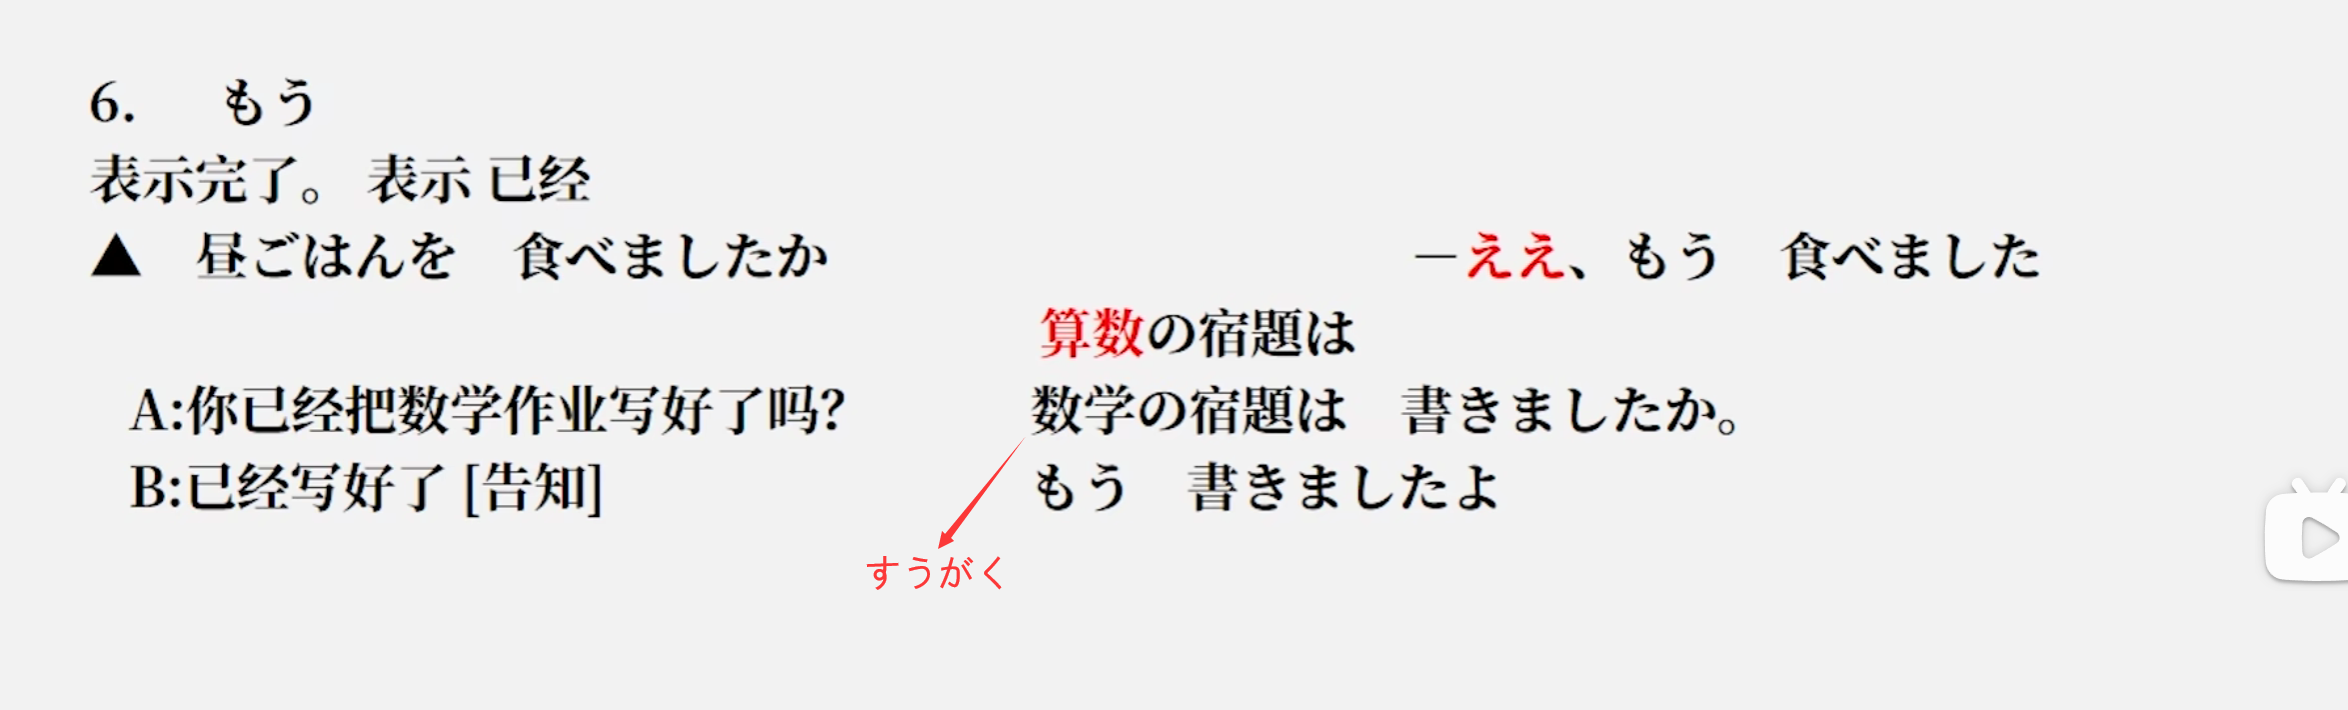 6.　もう
表示完了。 表示 已经
▲　昼ごはんを　食べましたか　－ええ、もう　食べました
算数の宿題は
A:你已经把数学作业写好了吗?　数学の宿題は　書きましたか。
B:已经写好了 [告知]　もう　書きましたよ
すうがく